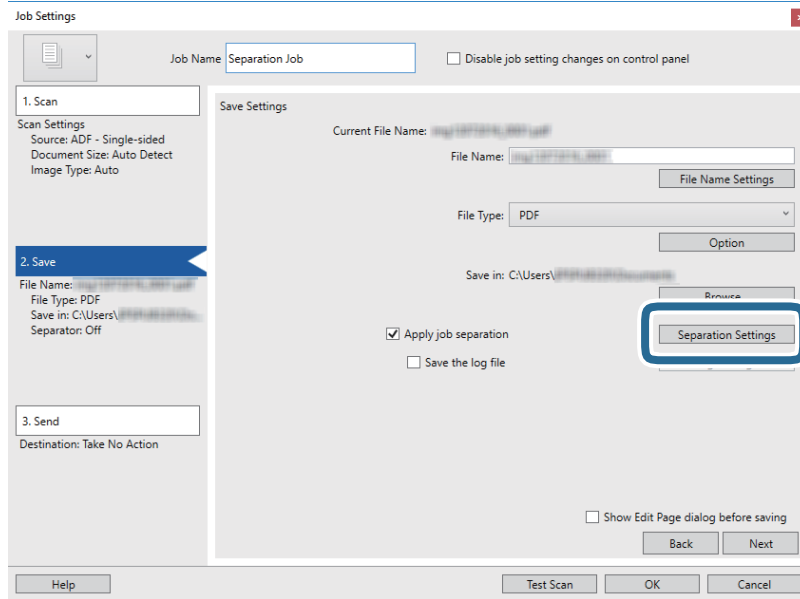 Job Settings
Job Name Separation Job
Disable job setting changes on control panel
1. Scan
Scan Settings
Source: ADF - Single-sided
Document Size: Auto Detect
Image Type: Auto
2. Save
File Name:
File Type: PDF
Save in: C:\Users\
Separator: Off
3. Send
Destination: Take No Action
Save Settings
Current File Name:
File Name:
File Name Settings
File Type: PDF
Option
Save in: C:\Users\
Browse
Apply job separation
Separation Settings
Save the log file
Show Edit Page dialog before saving
Back Next
Help Test Scan OK Cancel